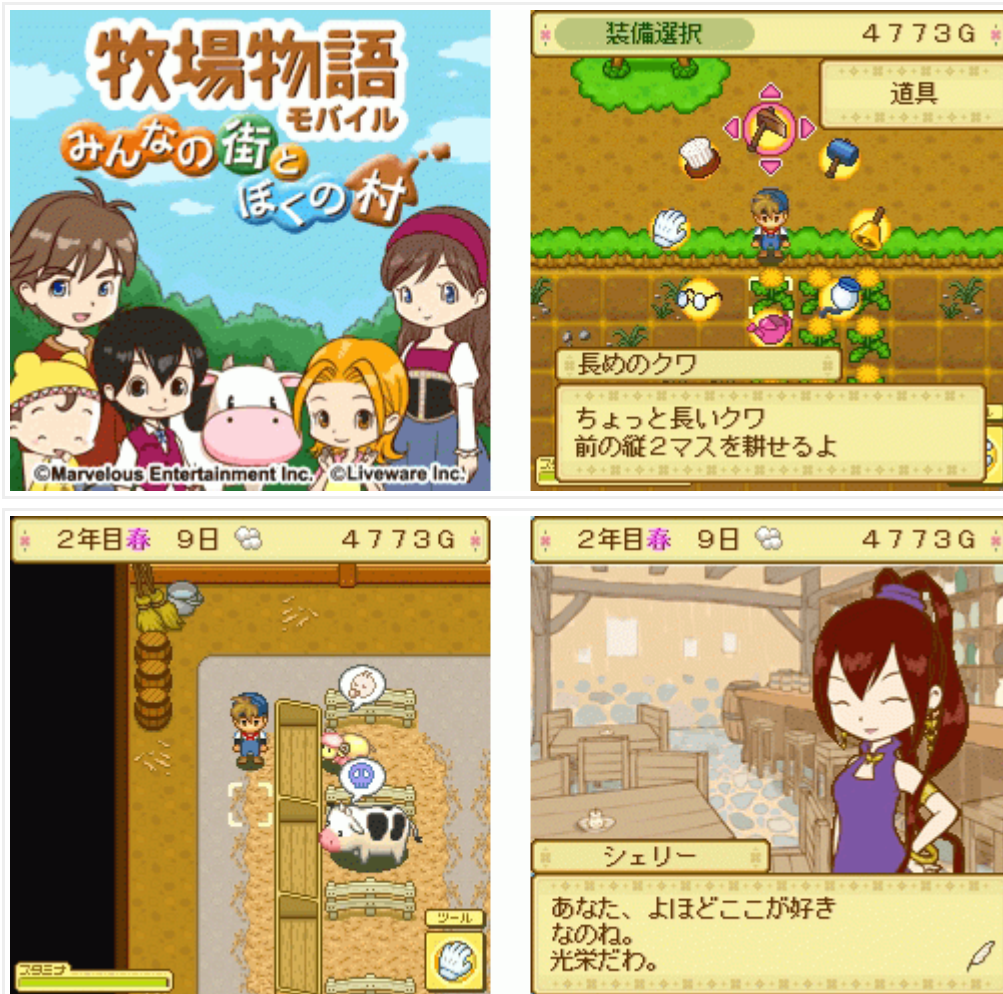 牧場物語
モバイル
みんなの街と
ぼくの村
©Marvelous Entertainment Inc. ©Liveware Inc.
装備選択 4773G
道具
長めのクワ
ちょっと長いクワ
前の縦2マスを耕せるよ
2年目春 9日 4773G
ツール
スタミナ
2年目春 9日 4773G
シェリー
あなた、よほどここが好き
なのね。
光栄だわ。